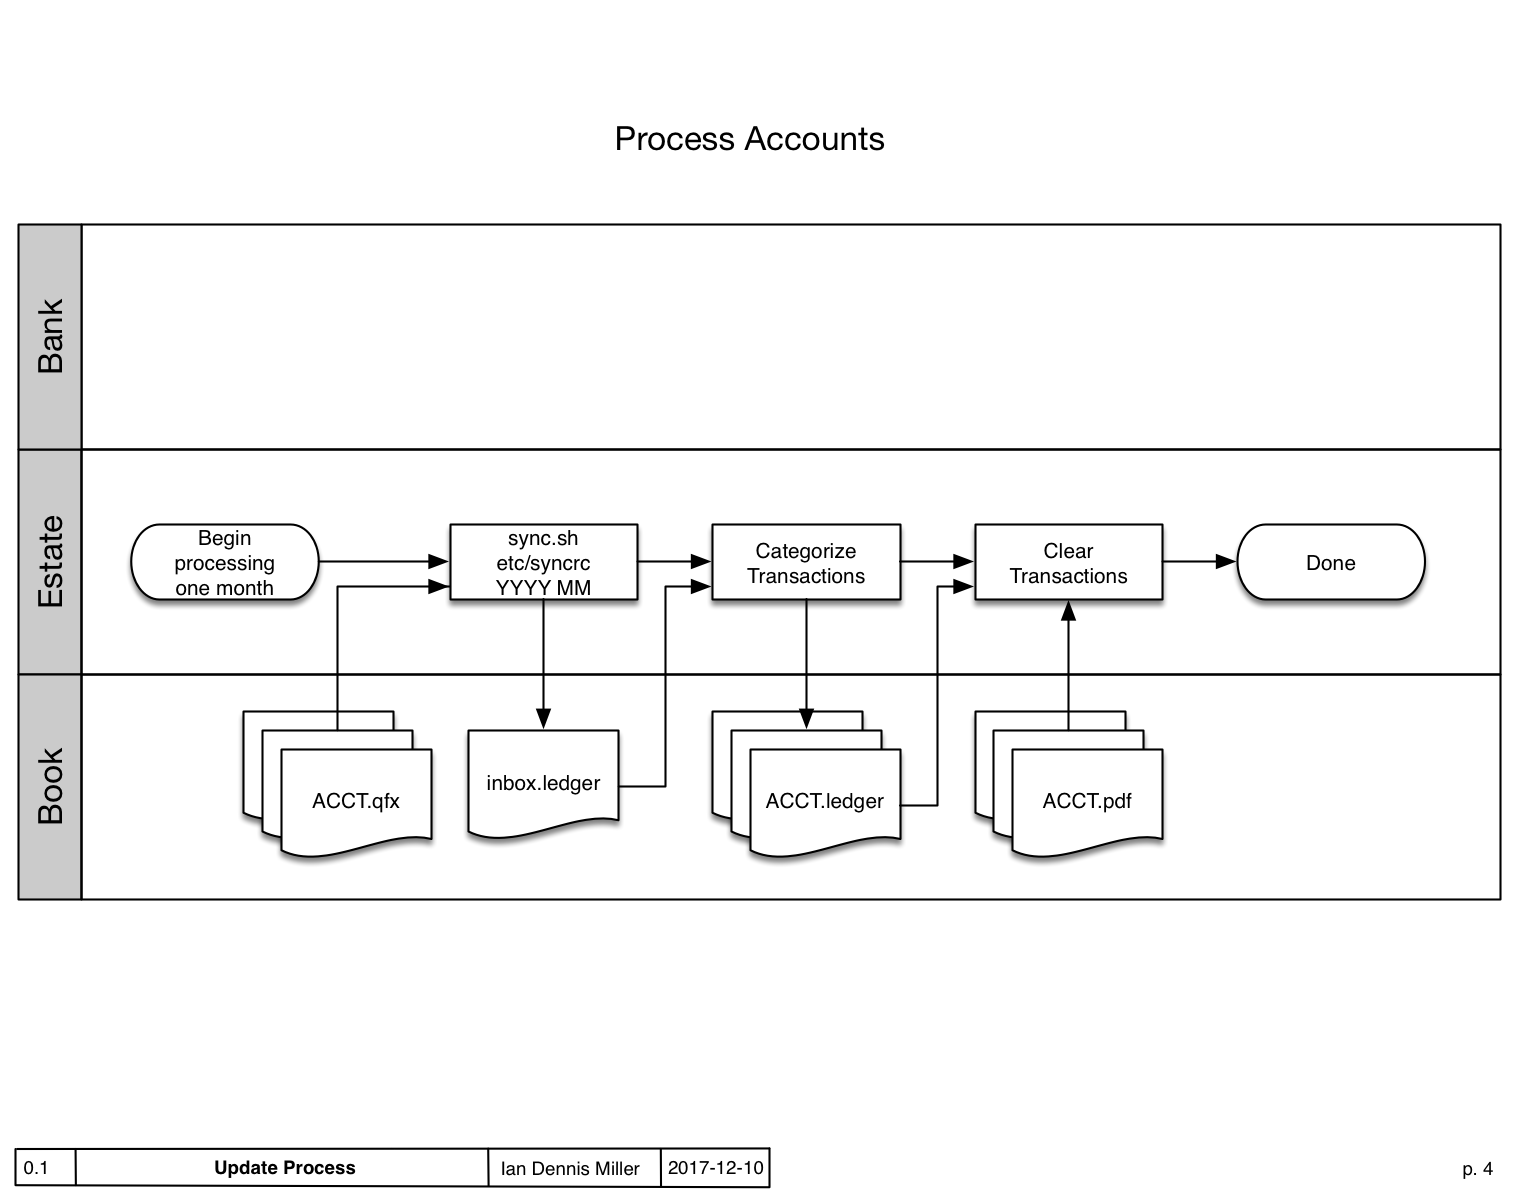 Process Accounts
Bank
Estate
Begin
processing
one month
sync.sh
etc/syncrc
YYYY MM
Categorize
Transactions
Clear
Transactions
Done
Book
ACCT.qfx
inbox.ledger
ACCT.ledger
ACCT.pdf
0.1
Update Process
Ian Dennis Miller
2017-12-10
p. 4